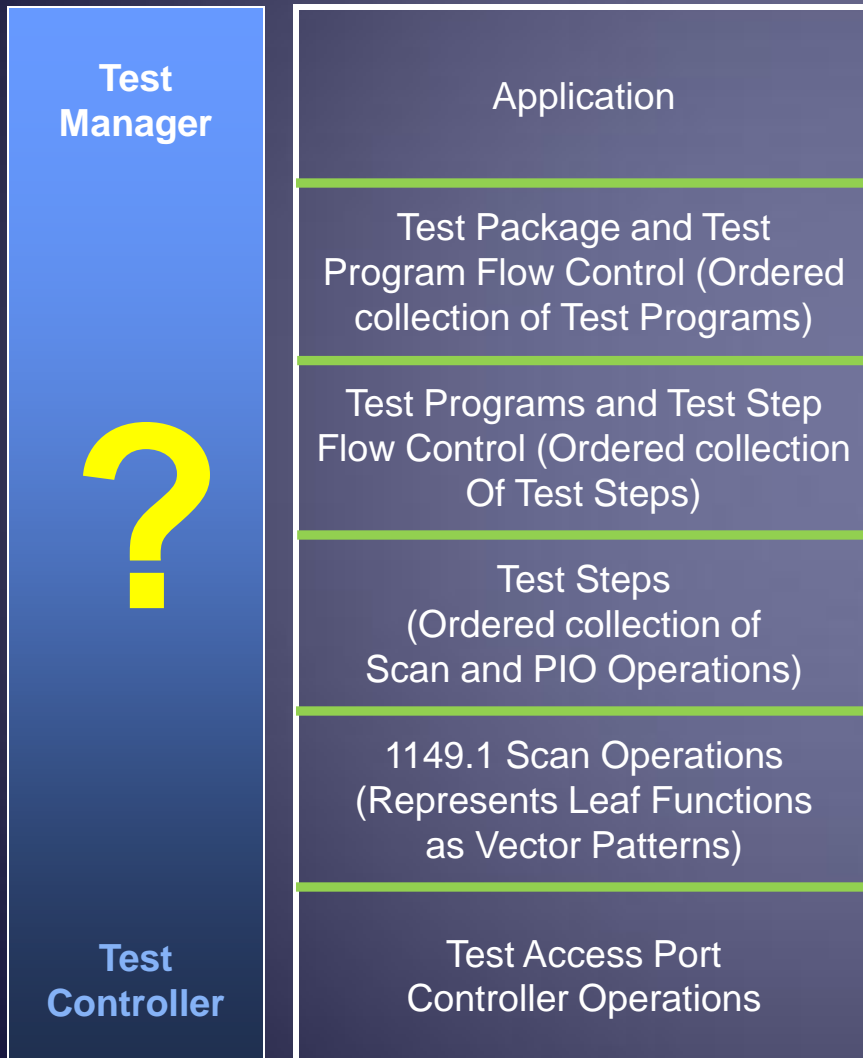 Test
Manager
?
Test
Controller
Application
Test Package and Test
Program Flow Control (Ordered
collection of Test Programs)
Test Programs and Test Step
Flow Control (Ordered collection
Of Test Steps)
Test Steps
(Ordered collection of
Scan and PIO Operations)
1149.1 Scan Operations
(Represents Leaf Functions
as Vector Patterns)
Test Access Port
Controller Operations